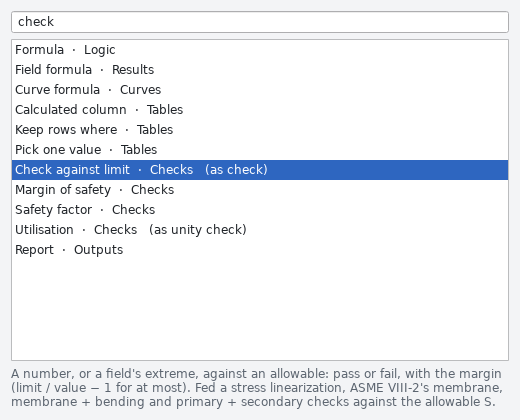 check
Formula · Logic
Field formula · Results
Curve formula · Curves
Calculated column · Tables
Keep rows where · Tables
Pick one value · Tables
Check against limit · Checks (as check)
Margin of safety · Checks
Safety factor · Checks
Utilisation · Checks (as unity check)
Report · Outputs
A number, or a field's extreme, against an allowable: pass or fail, with the margin
(limit / value − 1 for at most). Fed a stress linearization, ASME VIII-2's membrane,
membrane + bending and primary + secondary checks against the allowable S.